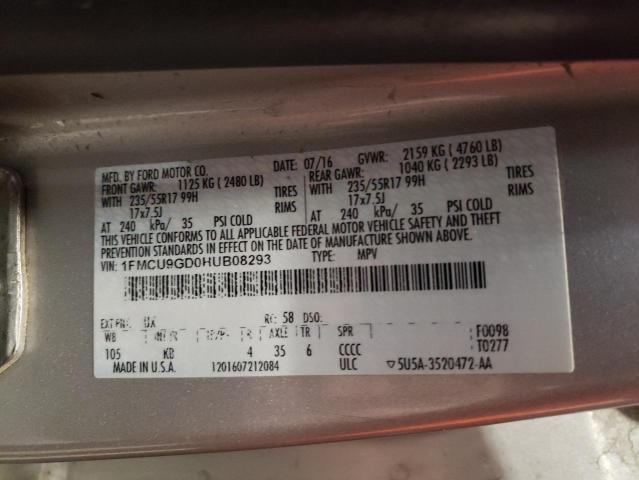 MFD. BY FORD MOTOR CO. DATE: 07/16 GVWR: 2159 KG ( 4760 LB)
FRONT GAWR: 1125 KG ( 2480 LB) REAR GAWR: 1040 KG ( 2293 LB)
WITH 235/55R17 99H TIRES WITH 235/55R17 99H TIRES
17x7.5J RIMS 17x7.5J RIMS
AT 240 kPa/ 35 PSI COLD AT 240 kPa/ 35 PSI COLD
THIS VEHICLE CONFORMS TO ALL APPLICABLE FEDERAL MOTOR VEHICLE SAFETY AND THEFT
PREVENTION STANDARDS IN EFFECT ON THE DATE OF MANUFACTURE SHOWN ABOVE.
VIN: 1FMCU9GD0HUB08293 TYPE: MPV
EXT PNT: UX RC: 58 DSO: F0098
WB TR AXLE TR SPR T0277
105 KB 4 35 6 CCCC
MADE IN U.S.A. 1201607212084 ULC ▽5U5A-3520472-AA